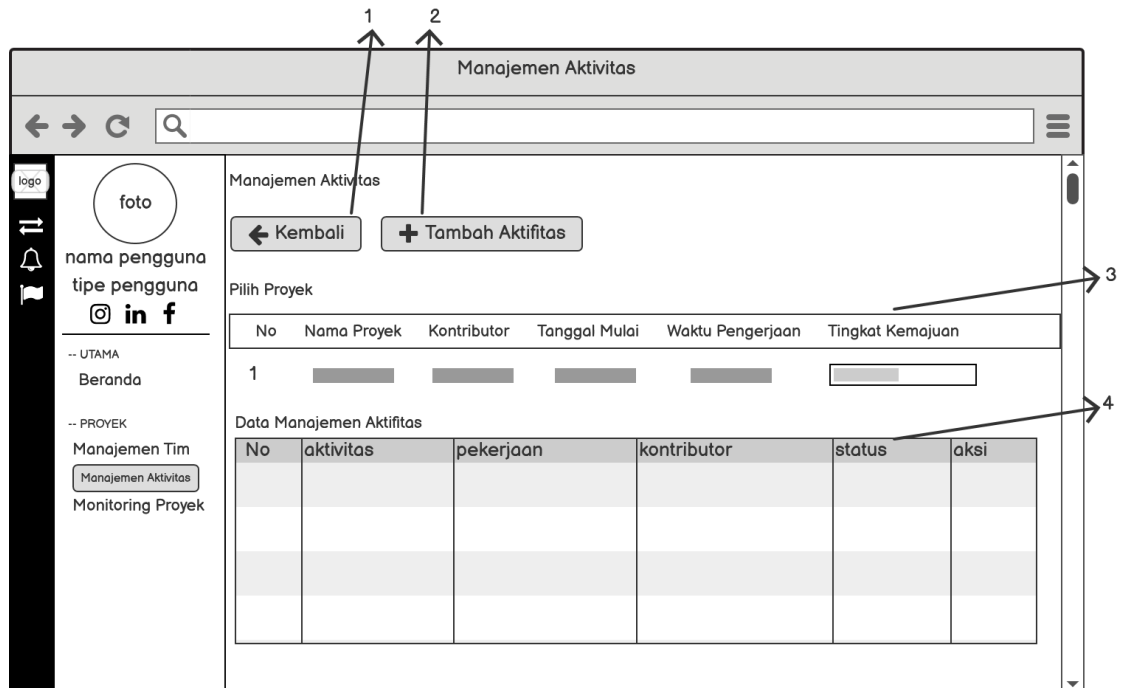 1 2
Manajemen Aktivitas
logo
foto
nama pengguna
tipe pengguna
-- UTAMA
Beranda
-- PROYEK
Manajemen Tim
Manajemen Aktivitas
Monitoring Proyek
Manajemen Aktivitas
Kembali
Tambah Aktifitas
Pilih Proyek
3
No Nama Proyek Kontributor Tanggal Mulai Waktu Pengerjaan Tingkat Kemajuan
1
4
Data Manajemen Aktifitas
No aktivitas pekerjaan kontributor status aksi